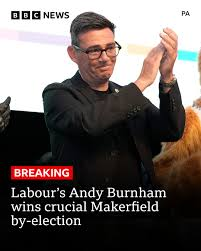 BBC NEWS
PA
BREAKING
Labour's Andy Burnham
wins crucial Makerfield
by-election